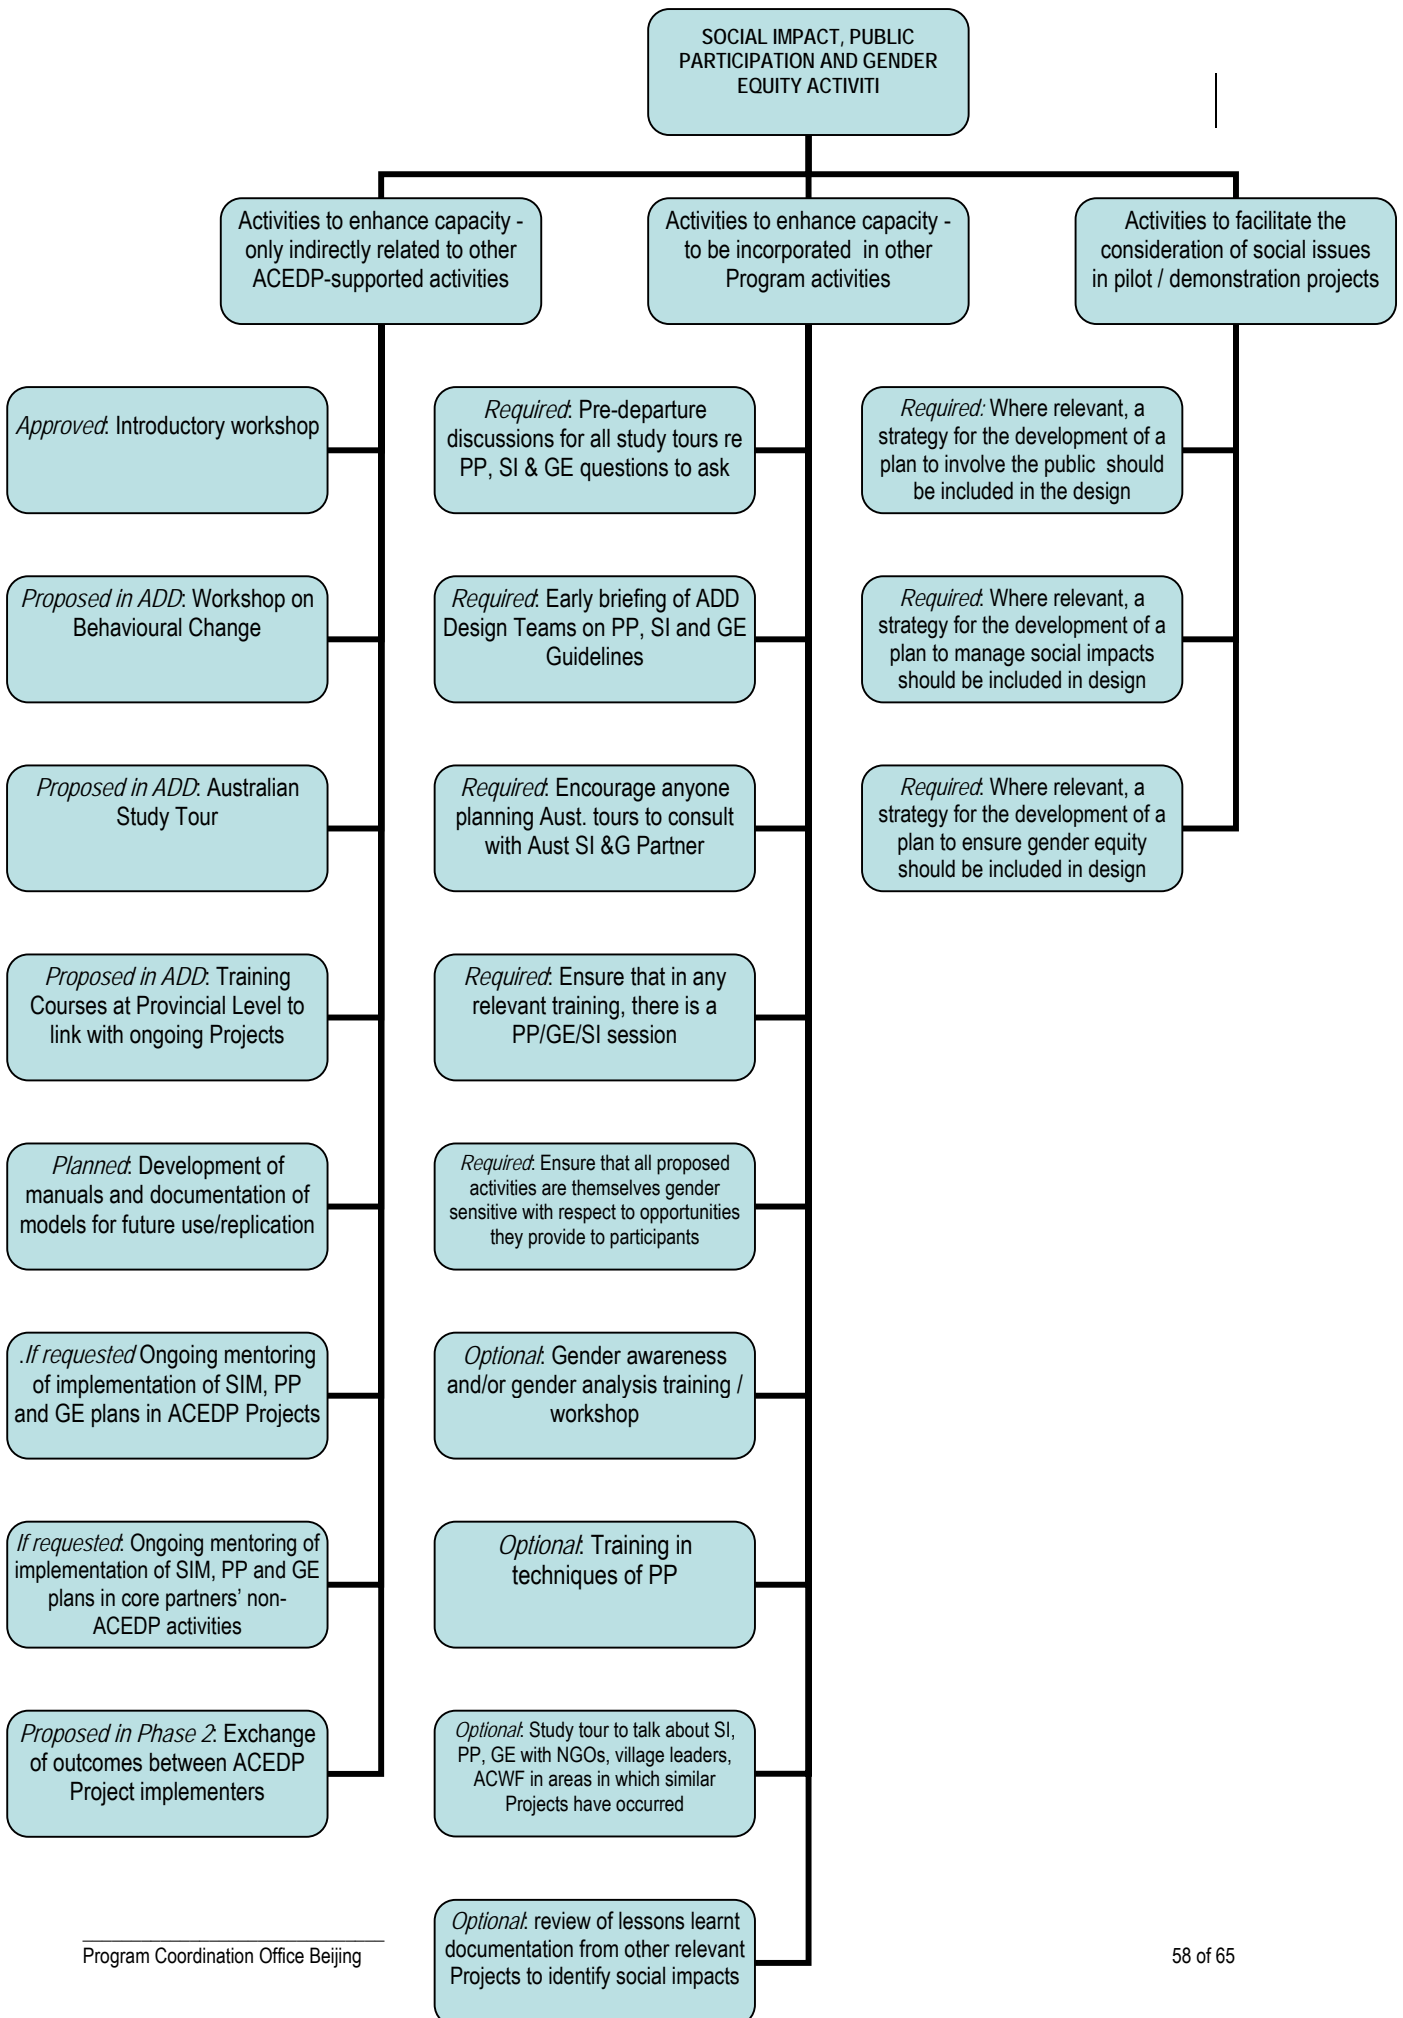 SOCIAL IMPACT, PUBLIC
PARTICIPATION AND GENDER
EQUITY ACTIVITI
Activities to enhance capacity -
only indirectly related to other
ACEDP-supported activities
Activities to enhance capacity -
to be incorporated in other
Program activities
Activities to facilitate the
consideration of social issues
in pilot / demonstration projects
Approved: Introductory workshop
Proposed in ADD: Workshop on
Behavioural Change
Proposed in ADD: Australian
Study Tour
Proposed in ADD: Training
Courses at Provincial Level to
link with ongoing Projects
Planned: Development of
manuals and documentation of
models for future use/replication
.If requested Ongoing mentoring
of implementation of SIM, PP
and GE plans in ACEDP Projects
If requested: Ongoing mentoring of
implementation of SIM, PP and GE
plans in core partners' non-
ACEDP activities
Proposed in Phase 2: Exchange
of outcomes between ACEDP
Project implementers
Required: Pre-departure
discussions for all study tours re
PP, SI & GE questions to ask
Required: Early briefing of ADD
Design Teams on PP, SI and GE
Guidelines
Required: Encourage anyone
planning Aust. tours to consult
with Aust SI &G Partner
Required: Ensure that in any
relevant training, there is a
PP/GE/SI session
Required: Ensure that all proposed
activities are themselves gender
sensitive with respect to opportunities
they provide to participants
Optional: Gender awareness
and/or gender analysis training /
workshop
Optional: Training in
techniques of PP
Optional: Study tour to talk about SI,
PP, GE with NGOs, village leaders,
ACWF in areas in which similar
Projects have occurred
Optional: review of lessons learnt
documentation from other relevant
Projects to identify social impacts
Required: Where relevant, a
strategy for the development of a
plan to involve the public should
be included in the design
Required: Where relevant, a
strategy for the development of a
plan to manage social impacts
should be included in design
Required: Where relevant, a
strategy for the development of a
plan to ensure gender equity
should be included in design
Program Coordination Office Beijing
58 of 65